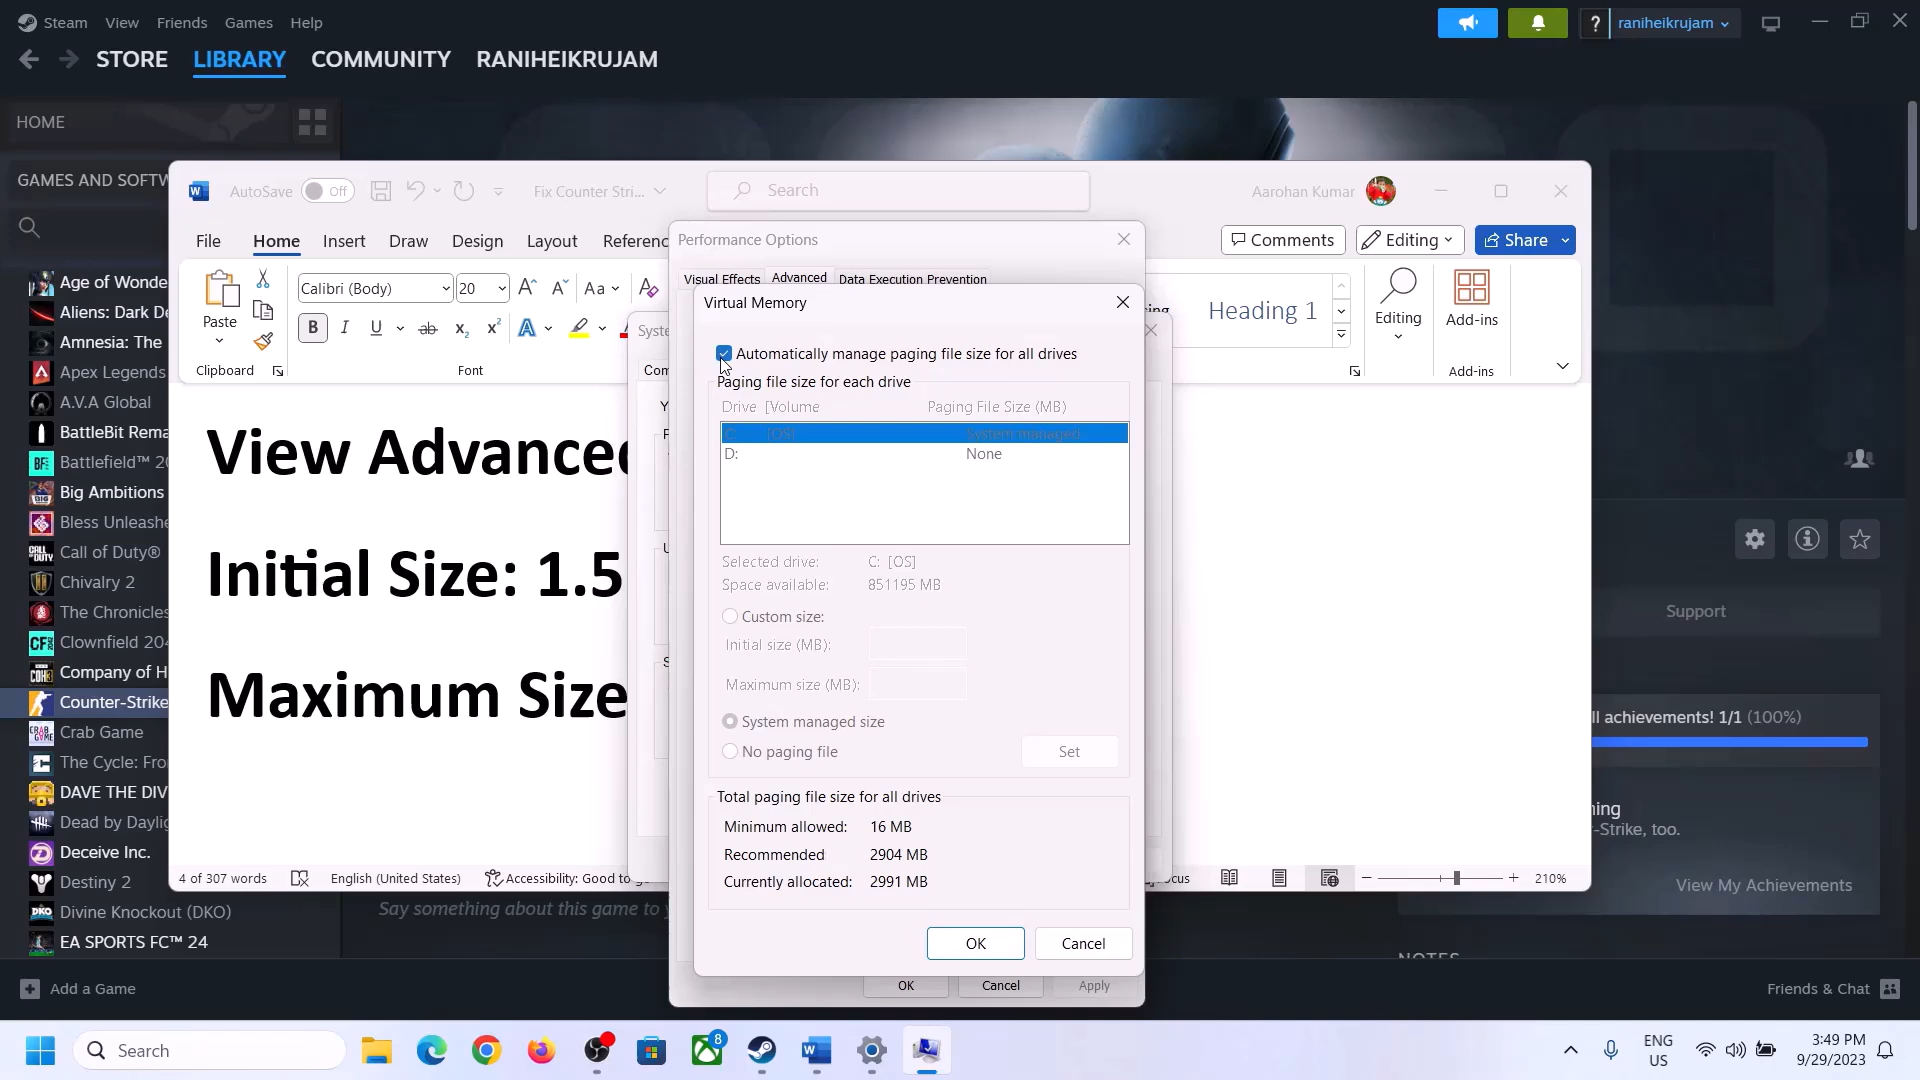 Steam View Friends Games Help
raniheikrujam
STORE LIBRARY COMMUNITY RANIHEIKRUJAM
HOME
GAMES AND SOFTW
Age of Wonde
Aliens: Dark De
Amnesia: The
Apex Legends
A.V.A Global
BattleBit Rema
Battlefield™ 20
Big Ambitions
Bless Unleashe
Call of Duty®
Chivalry 2
The Chronicles
Clownfield 204
Company of H
Counter-Strike
Crab Game
The Cycle: Fro
DAVE THE DIV
Dead by Daylig
Deceive Inc.
Destiny 2
Divine Knockout (DKO)
EA SPORTS FC™ 24
Add a Game
AutoSave Off Fix Counter Stri... Search Aarohan Kumar
File Home Insert Draw Design Layout Referenc Comments Editing Share
Paste
Clipboard
Calibri (Body) 20
Font
Heading 1
Editing
Add-ins
Add-ins
View Advanced
Initial Size: 1.5
Maximum Size
4 of 307 words English (United States) Accessibility: Good to g 210%
Performance Options
Visual Effects Advanced Data Execution Prevention
Virtual Memory
Automatically manage paging file size for all drives
Paging file size for each drive
Drive [Volume Paging File Size (MB)
C: [OS] System managed
D: None
Selected drive: C: [OS]
Space available: 851195 MB
Custom size:
Initial size (MB):
Maximum size (MB):
System managed size
No paging file
Set
Total paging file size for all drives
Minimum allowed: 16 MB
Recommended 2904 MB
Currently allocated: 2991 MB
OK Cancel
OK Cancel Apply
Support
ll achievements! 1/1 (100%)
-Strike, too.
View My Achievements
Say something about this game to y
NOTES
Friends & Chat
Search
8
ENG
US
3:49 PM
9/29/2023